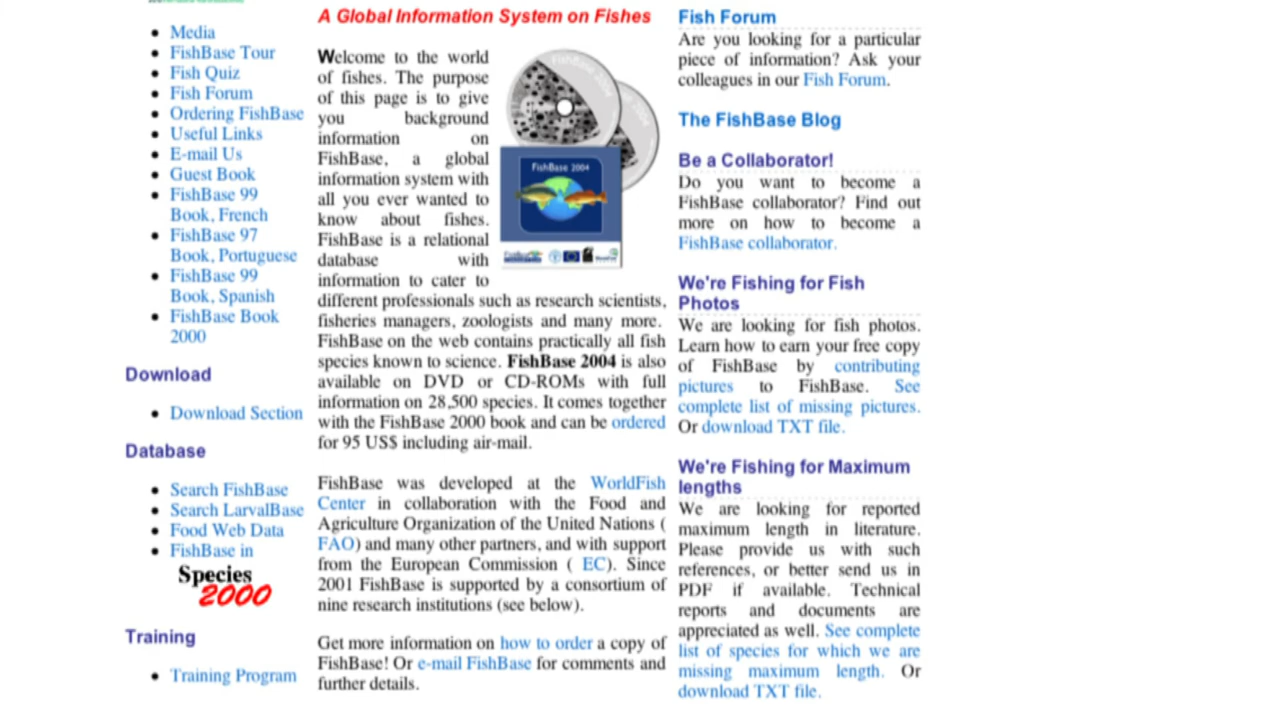 Media
FishBase Tour
Fish Quiz
Fish Forum
Ordering FishBase
Useful Links
E-mail Us
Guest Book
FishBase 99
Book, French
FishBase 97
Book, Portuguese
FishBase 99
Book, Spanish
FishBase Book
2000
Download
Download Section
Database
Search FishBase
Search LarvalBase
Food Web Data
FishBase in
Species
2000
Training
Training Program
A Global Information System on Fishes
Welcome to the world
of fishes. The purpose
of this page is to give
you background
information on
FishBase, a global
information system with
all you ever wanted to
know about fishes.
FishBase is a relational
database with
information to cater to
different professionals such as research scientists,
fisheries managers, zoologists and many more.
FishBase on the web contains practically all fish
species known to science. FishBase 2004 is also
available on DVD or CD-ROMs with full
information on 28,500 species. It comes together
with the FishBase 2000 book and can be ordered
for 95 US$ including air-mail.
FishBase 2004
FishBase 2004
FishBase was developed at the WorldFish
Center in collaboration with the Food and
Agriculture Organization of the United Nations (
FAO) and many other partners, and with support
from the European Commission ( EC). Since
2001 FishBase is supported by a consortium of
nine research institutions (see below).
Get more information on how to order a copy of
FishBase! Or e-mail FishBase for comments and
further details.
Fish Forum
Are you looking for a particular
piece of information? Ask your
colleagues in our Fish Forum.
The FishBase Blog
Be a Collaborator!
Do you want to become a
FishBase collaborator? Find out
more on how to become a
FishBase collaborator.
We're Fishing for Fish
Photos
We are looking for fish photos.
Learn how to earn your free copy
of FishBase by contributing
pictures to FishBase. See
complete list of missing pictures.
Or download TXT file.
We're Fishing for Maximum
lengths
We are looking for reported
maximum length in literature.
Please provide us with such
references, or better send us in
PDF if available. Technical
reports and documents are
appreciated as well. See complete
list of species for which we are
missing maximum length. Or
download TXT file.